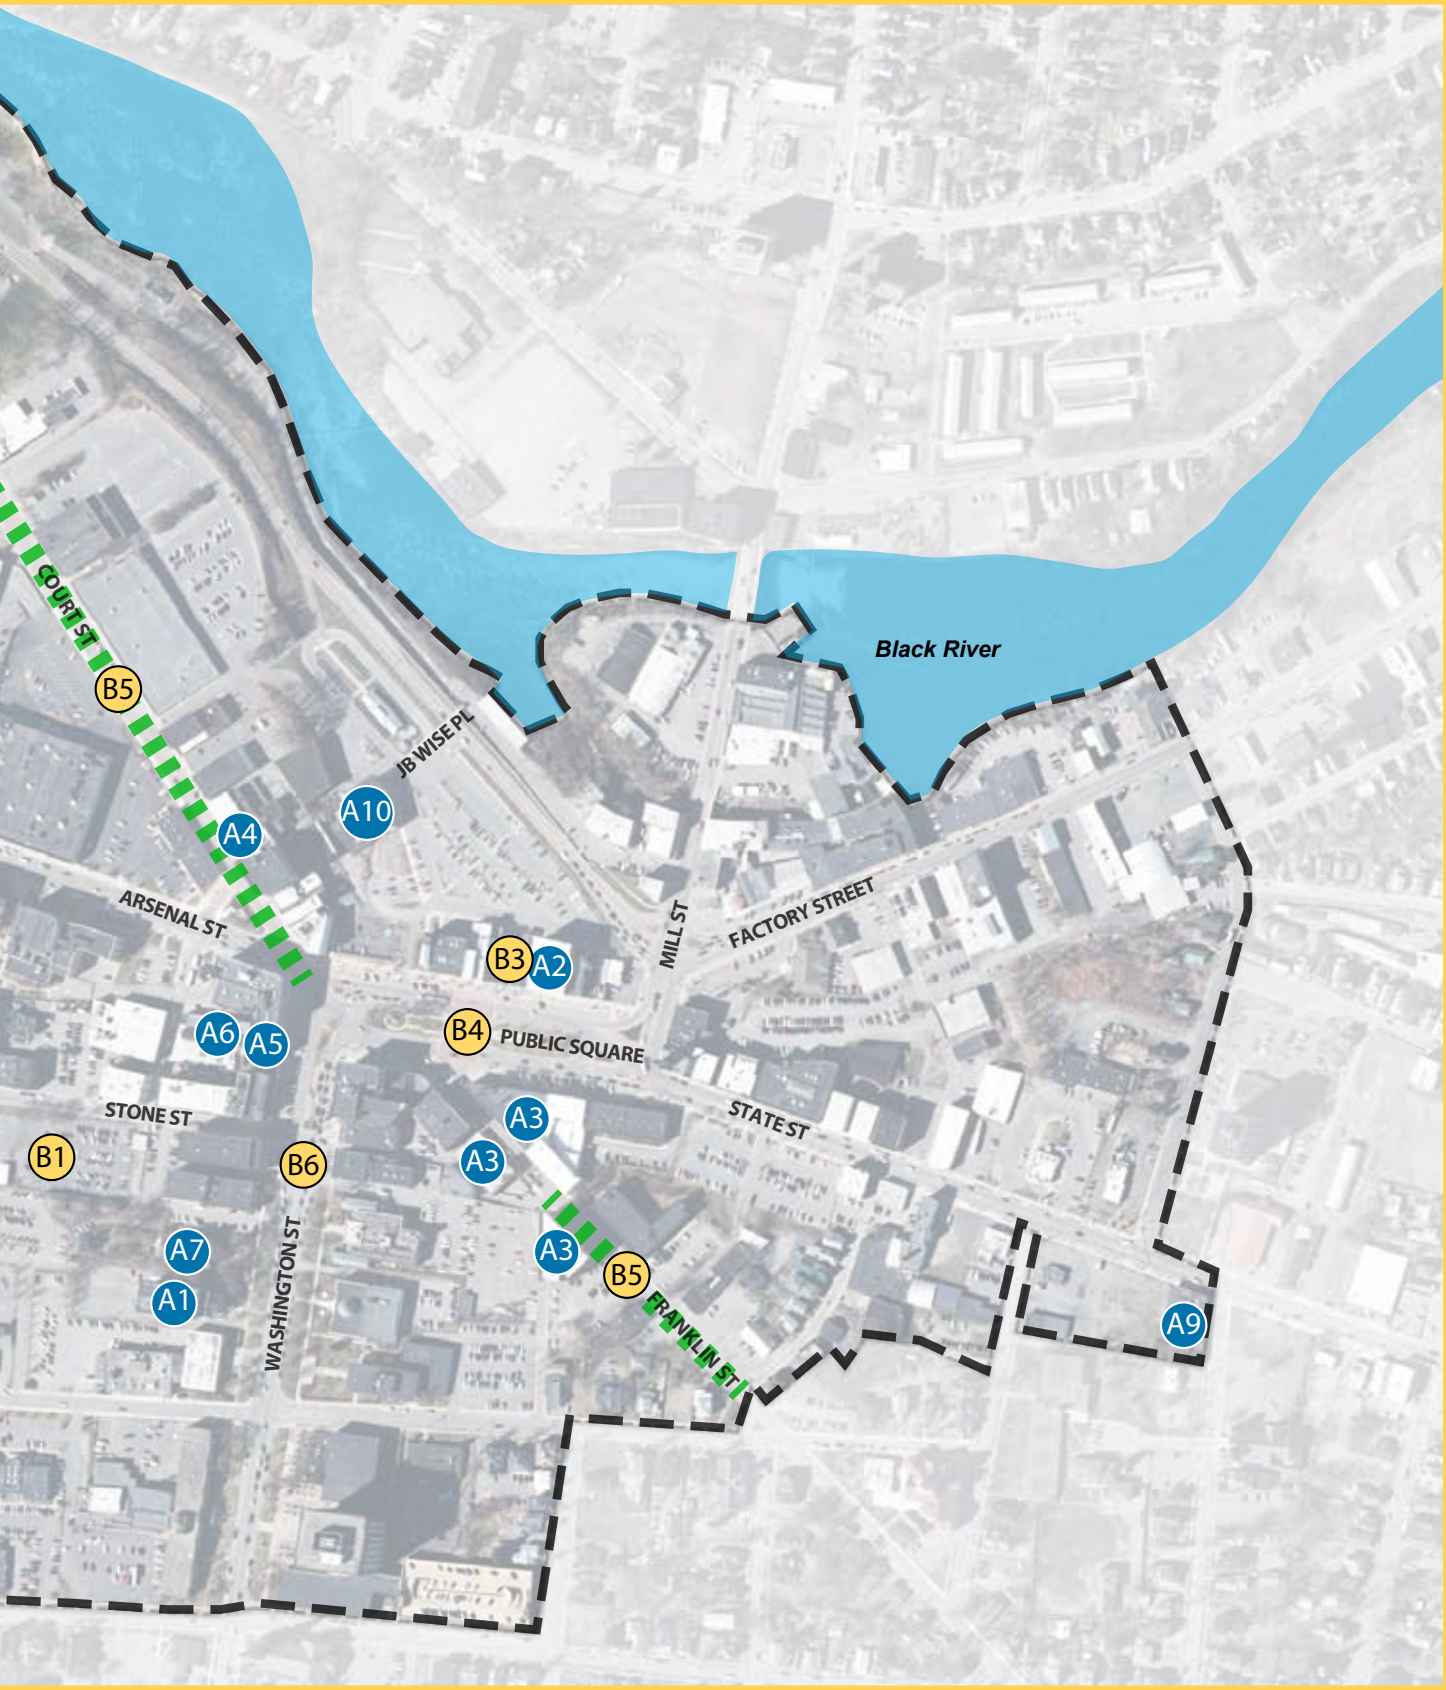 Black River
COURT ST
B5
JB WISE PL
A10
A4
ARSENAL ST
FACTORY STREET
MILL ST
B3
A2
A6
A5
B4
PUBLIC SQUARE
STONE ST
A3
STATE ST
B1
B6
A3
A7
A3
B5
A1
WASHINGTON ST
FRANKLIN ST
A9